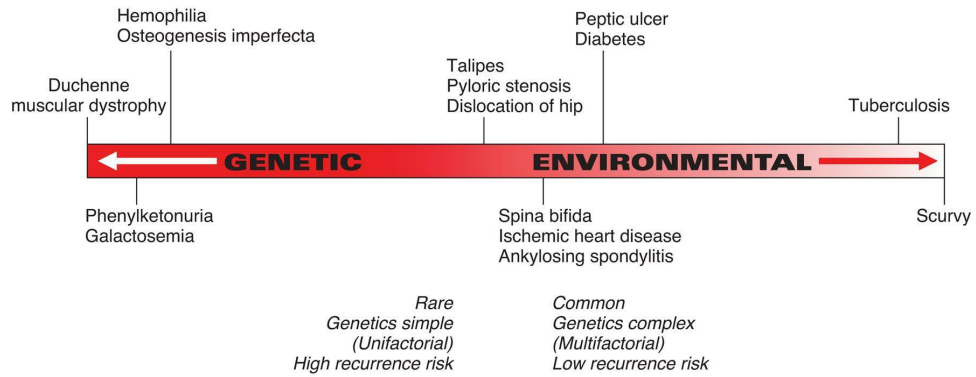 Hemophilia
Osteogenesis imperfecta
Peptic ulcer
Diabetes
Duchenne
muscular dystrophy
Talipes
Pyloric stenosis
Dislocation of hip
Tuberculosis
GENETIC
ENVIRONMENTAL
Phenylketonuria
Galactosemia
Spina bifida
Ischemic heart disease
Ankylosing spondylitis
Scurvy
Rare
Genetics simple
(Unifactorial)
High recurrence risk
Common
Genetics complex
(Multifactorial)
Low recurrence risk